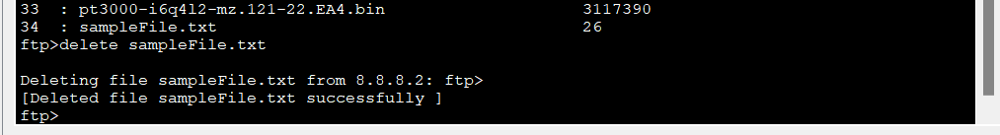 33  : pt3000-i6q4l2-mz.121-22.EA4.bin                    3117390
34  : sampleFile.txt                                     26
ftp>delete sampleFile.txt

Deleting file sampleFile.txt from 8.8.8.2: ftp>
[Deleted file sampleFile.txt successfully ]
ftp>